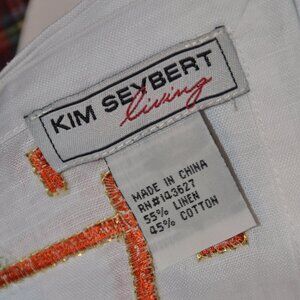 KIM SEYBERT
living
MADE IN CHINA
RN#143627
55% LINEN
45% COTTON